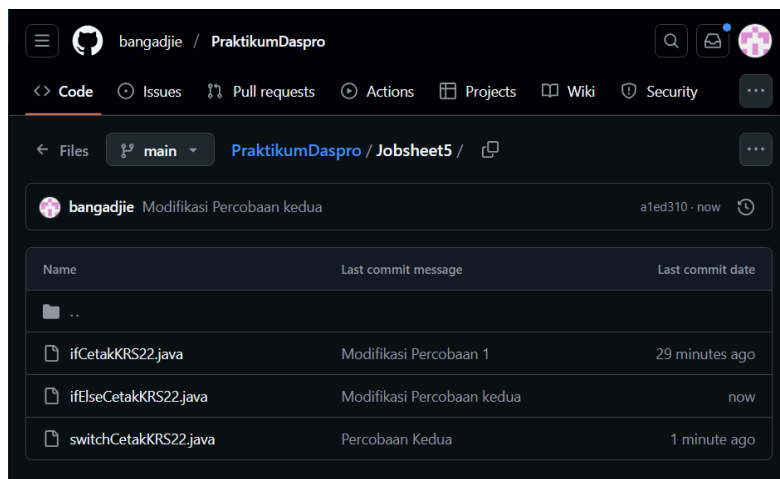 bangadjie / PraktikumDaspro
<> Code Issues Pull requests Actions Projects Wiki Security ...
← Files main PraktikumDaspro / Jobsheet5 /
bangadjie Modifikasi Percobaan kedua a1ed310 · now
Name Last commit message Last commit date
..
ifCetakKRS22.java Modifikasi Percobaan 1 29 minutes ago
ifElseCetakKRS22.java Modifikasi Percobaan kedua now
switchCetakKRS22.java Percobaan Kedua 1 minute ago